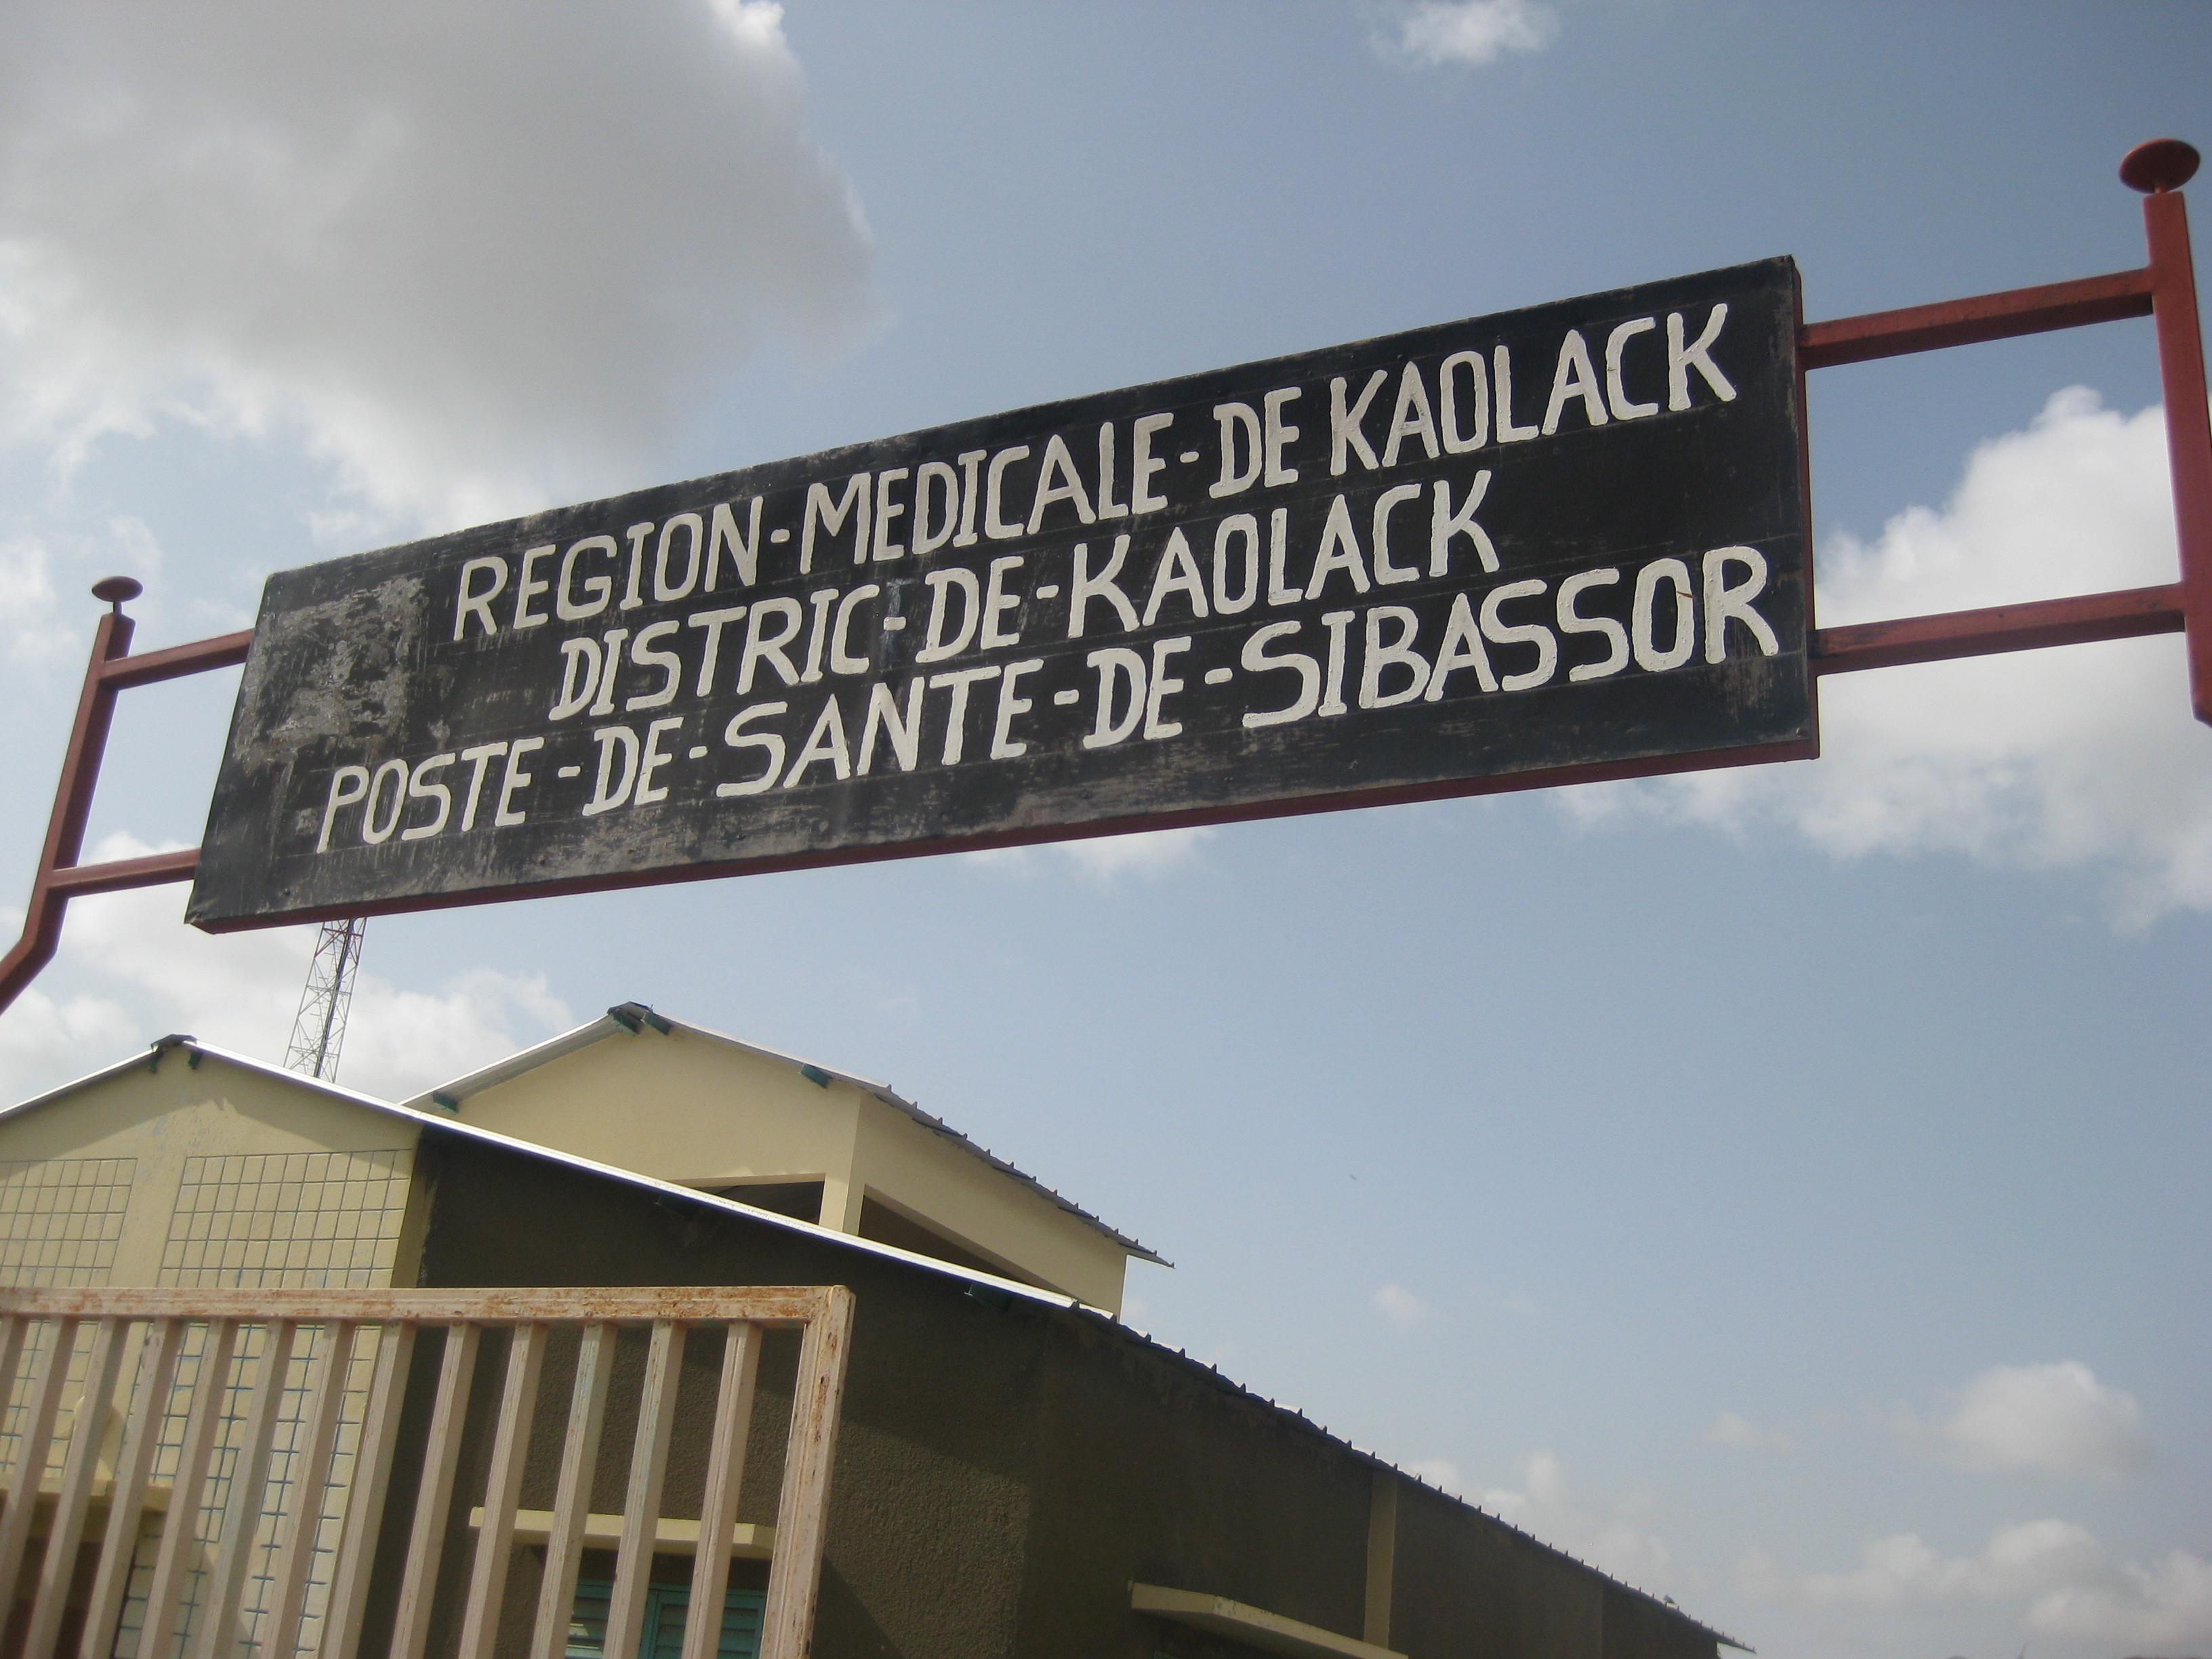 REGION-MEDICALE-DE KAOLACK
DISTRIC-DE-KAOLACK
POSTE-DE-SANTE-DE-SIBASSOR